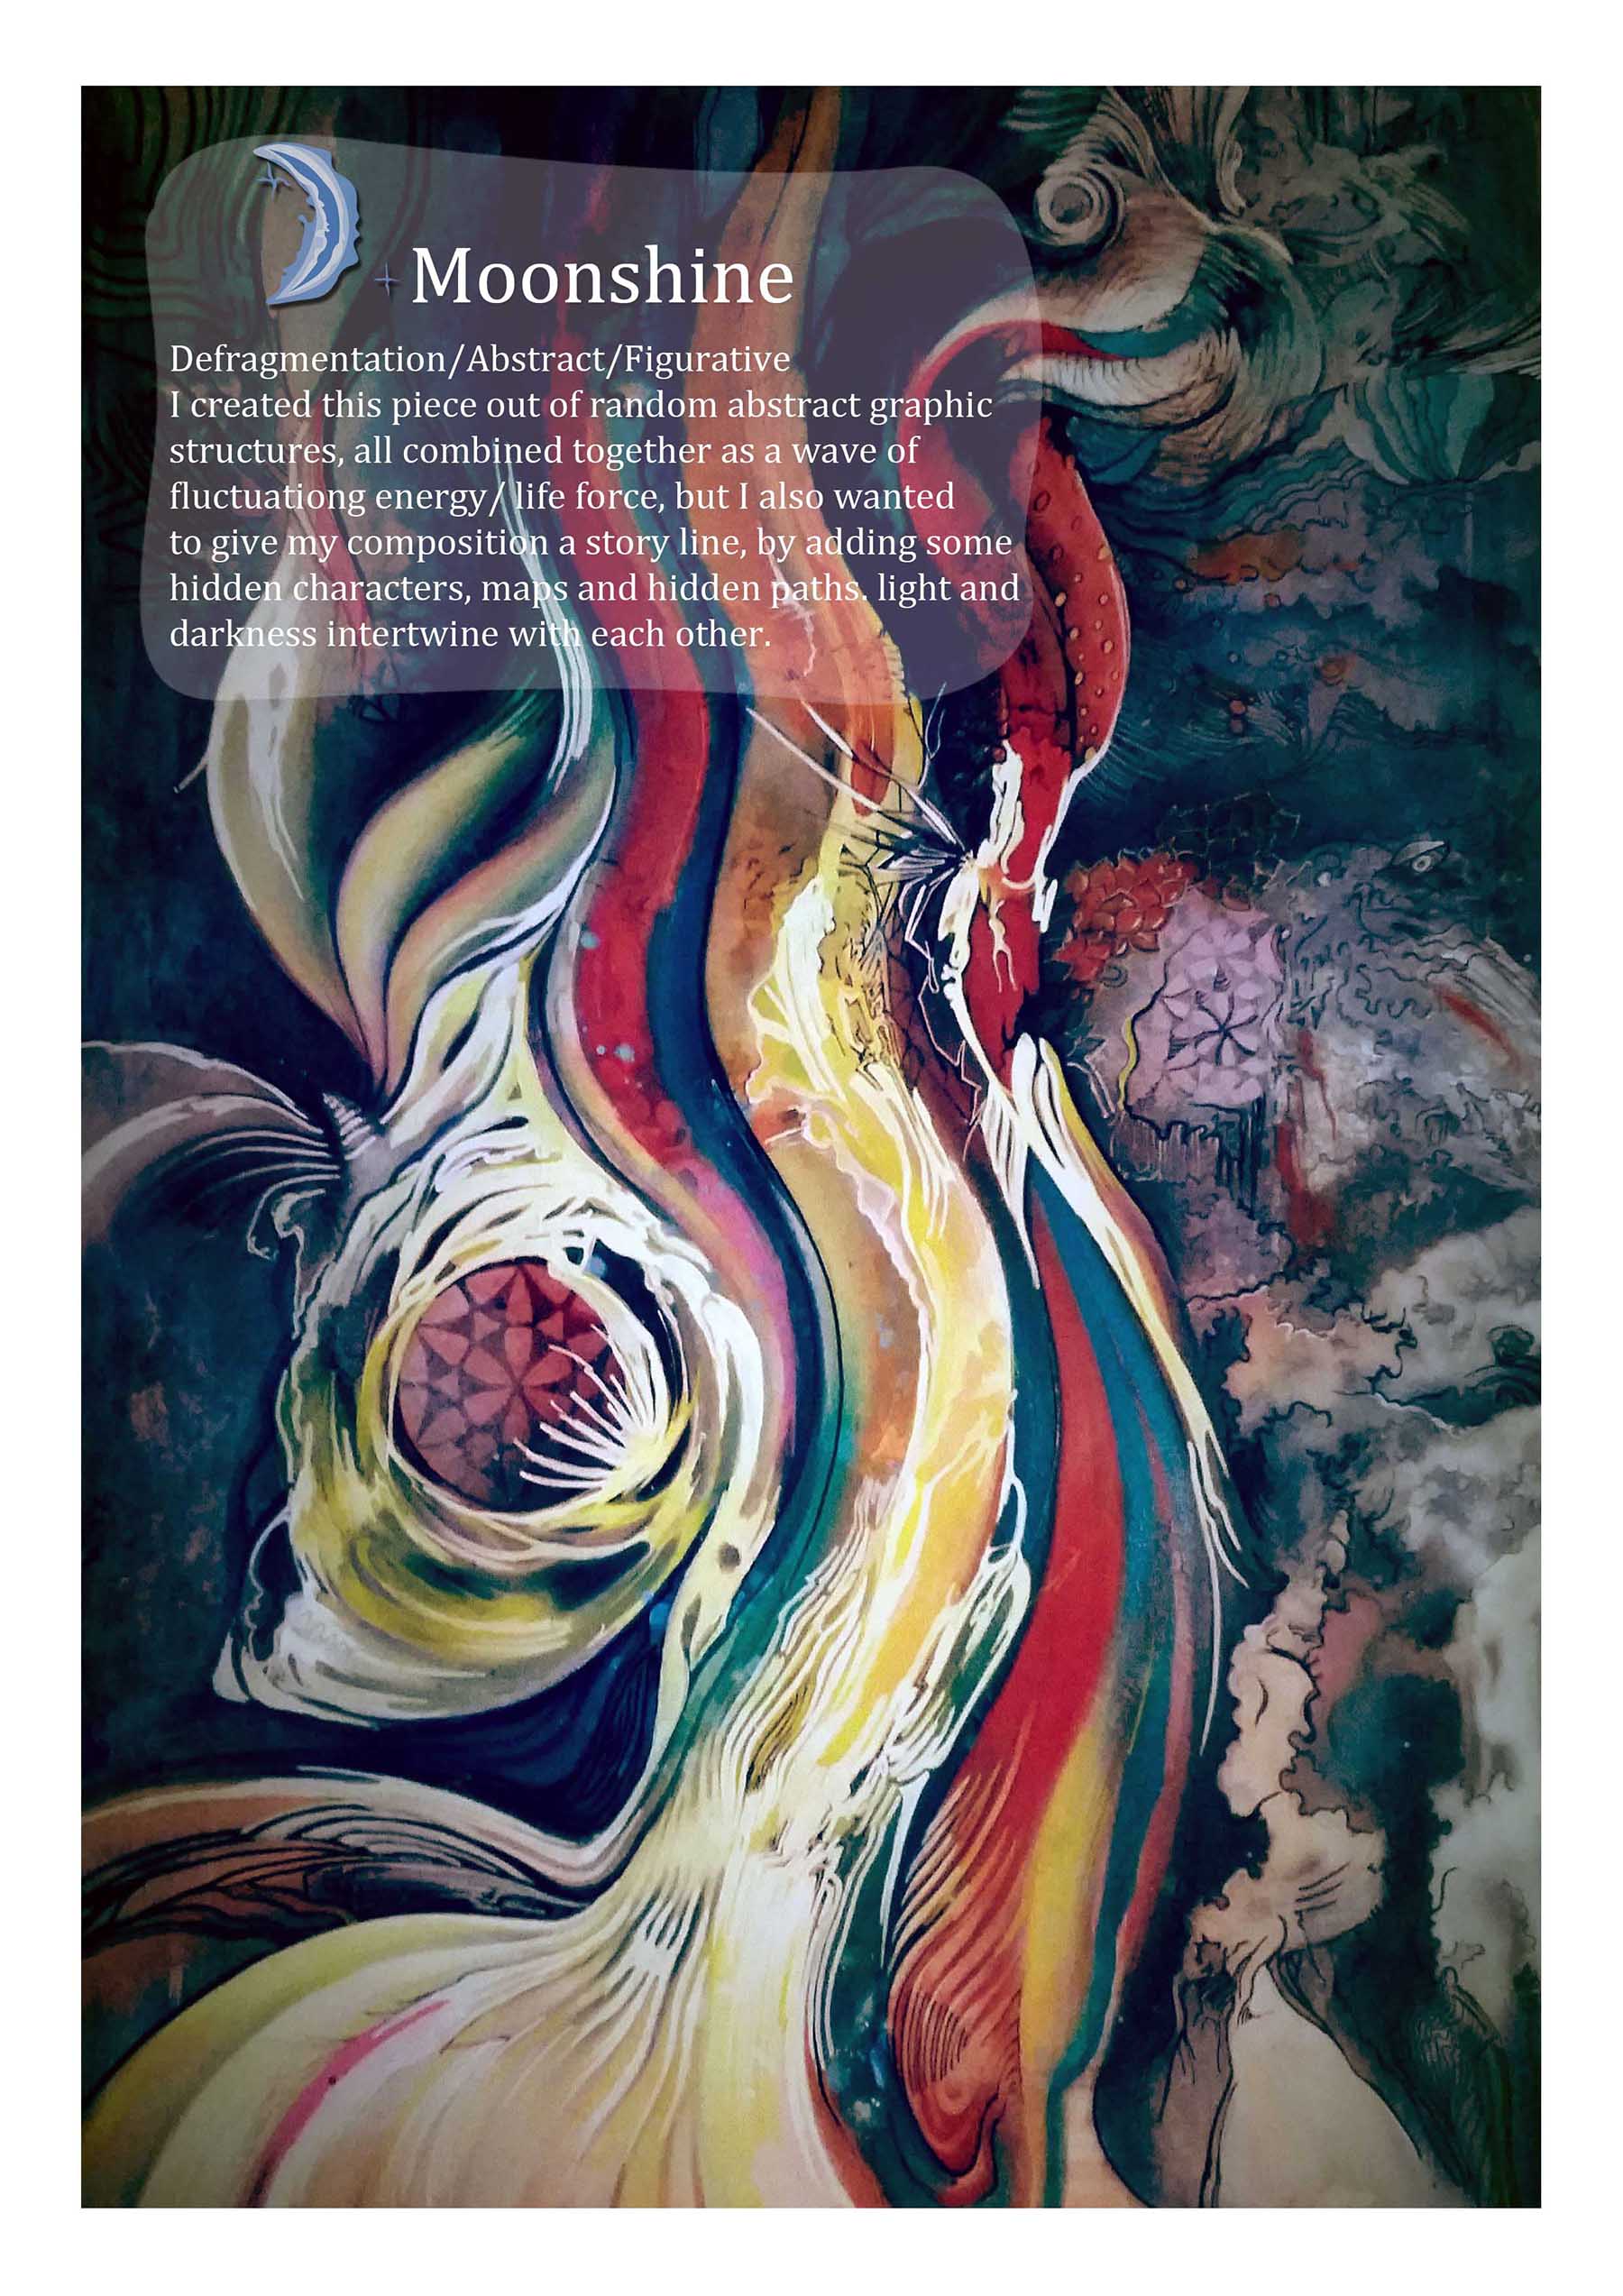 Moonshine
Defragmentation/Abstract/Figurative
I created this piece out of random abstract graphic
structures, all combined together as a wave of
fluctuationg energy/ life force, but I also wanted
to give my composition a story line, by adding some
hidden characters, maps and hidden paths. light and
darkness intertwine with each other.